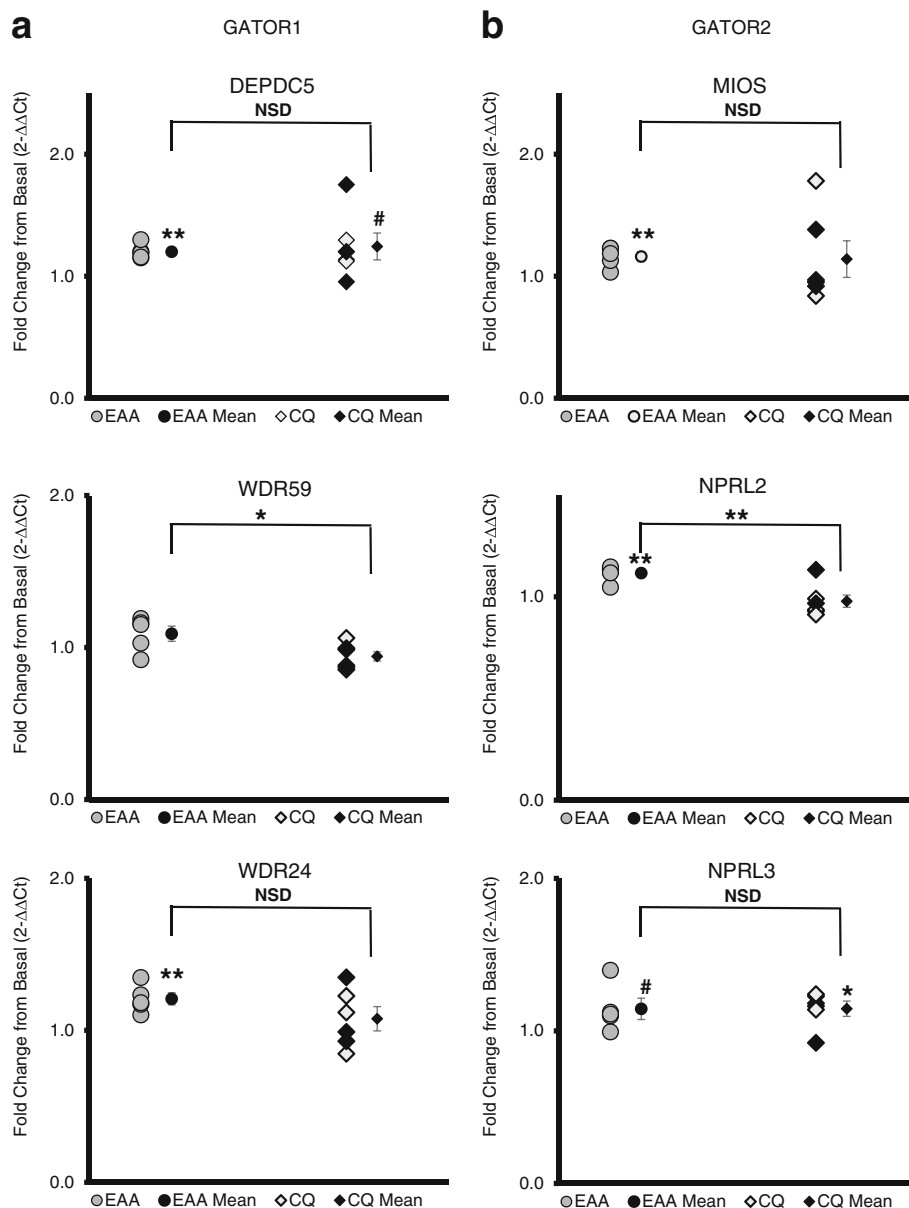 a GATOR1
DEPDC5
NSD
Fold Change from Basal (2-ΔΔCt)
2.0
1.0
0.0
**
#
EAA EAA Mean CQ CQ Mean
WDR59
*
Fold Change from Basal (2-ΔΔCt)
2.0
1.0
0.0
EAA EAA Mean CQ CQ Mean
WDR24
NSD
Fold Change from Basal (2-ΔΔCt)
2.0
1.0
0.0
**
EAA EAA Mean CQ CQ Mean
b GATOR2
MIOS
NSD
Fold Change from Basal (2-ΔΔCt)
2.0
1.0
0.0
**
EAA EAA Mean CQ CQ Mean
NPRL2
**
Fold Change from Basal (2-ΔΔCt)
1.0
0.0
**
EAA EAA Mean CQ CQ Mean
NPRL3
NSD
Fold Change from Basal (2-ΔΔCt)
2.0
1.0
0.0
#
*
EAA EAA Mean CQ CQ Mean